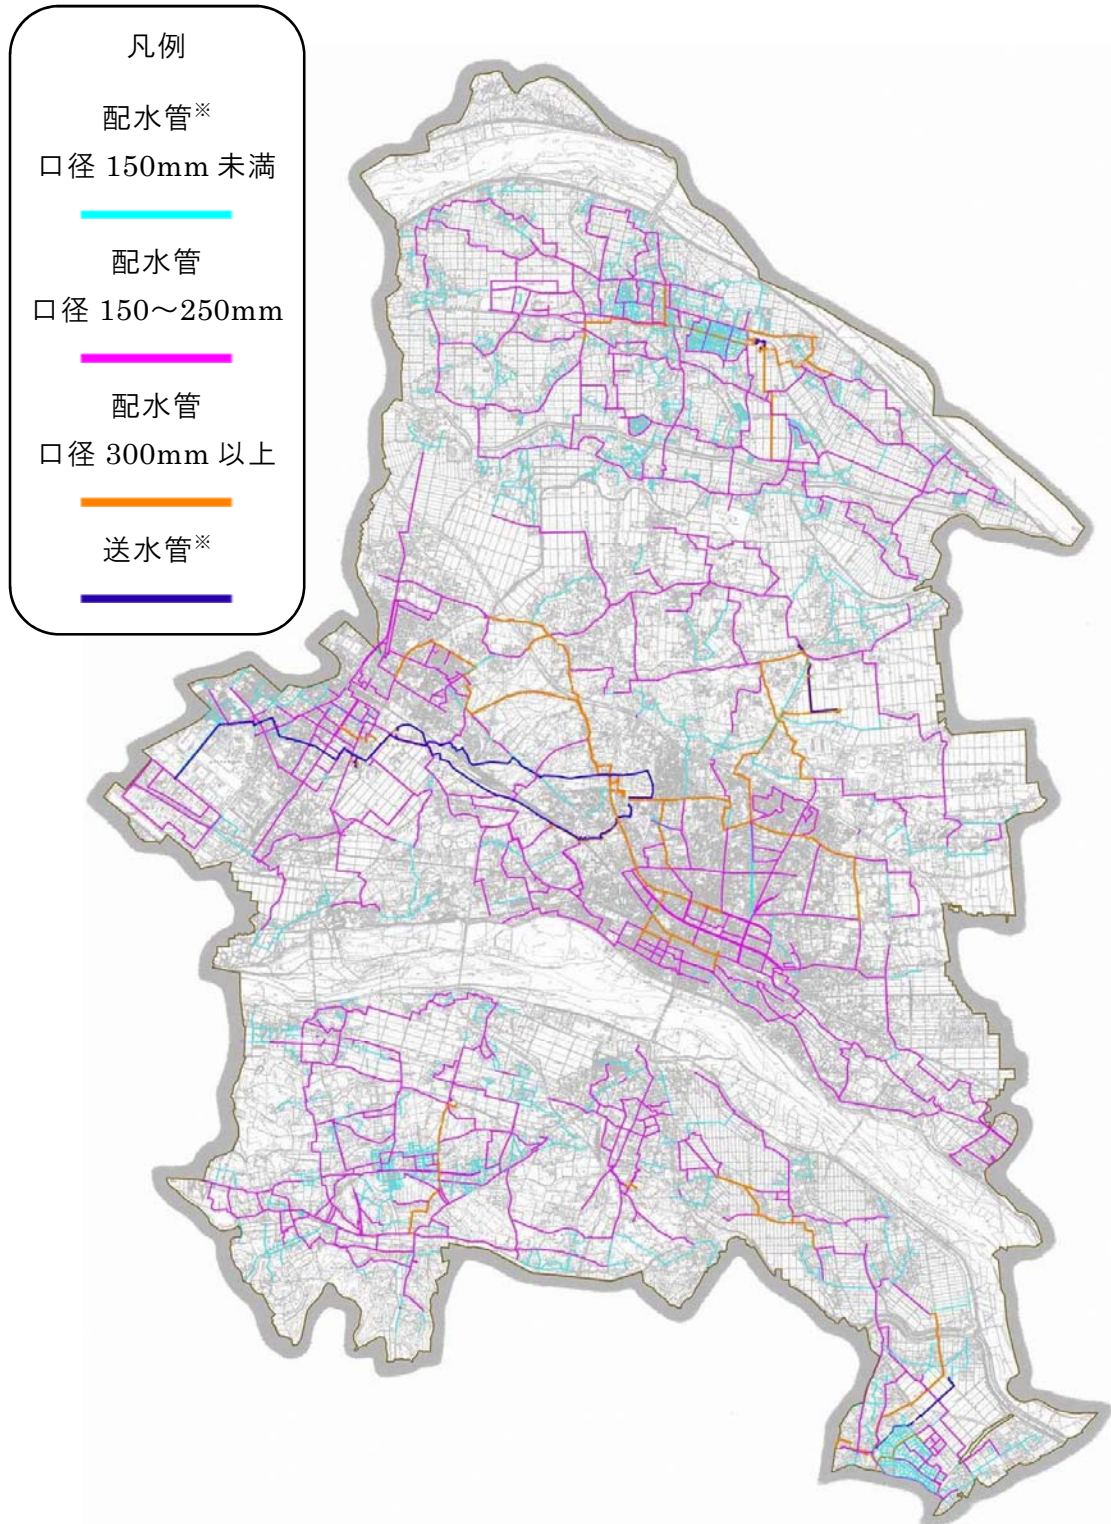 凡例
配水管※
口径 150mm 未満
配水管
口径 150～250mm
配水管
口径 300mm 以上
送水管※